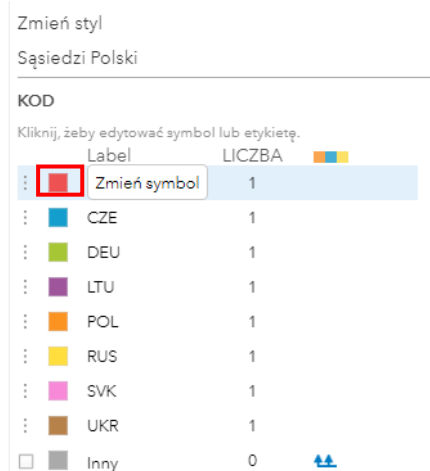 Zmień styl
Sąsiedzi Polski
KOD
Kliknij, żeby edytować symbol lub etykietę.
Label LICZBA
Zmień symbol 1
CZE 1
DEU 1
LTU 1
POL 1
RUS 1
SVK 1
UKR 1
Inny 0